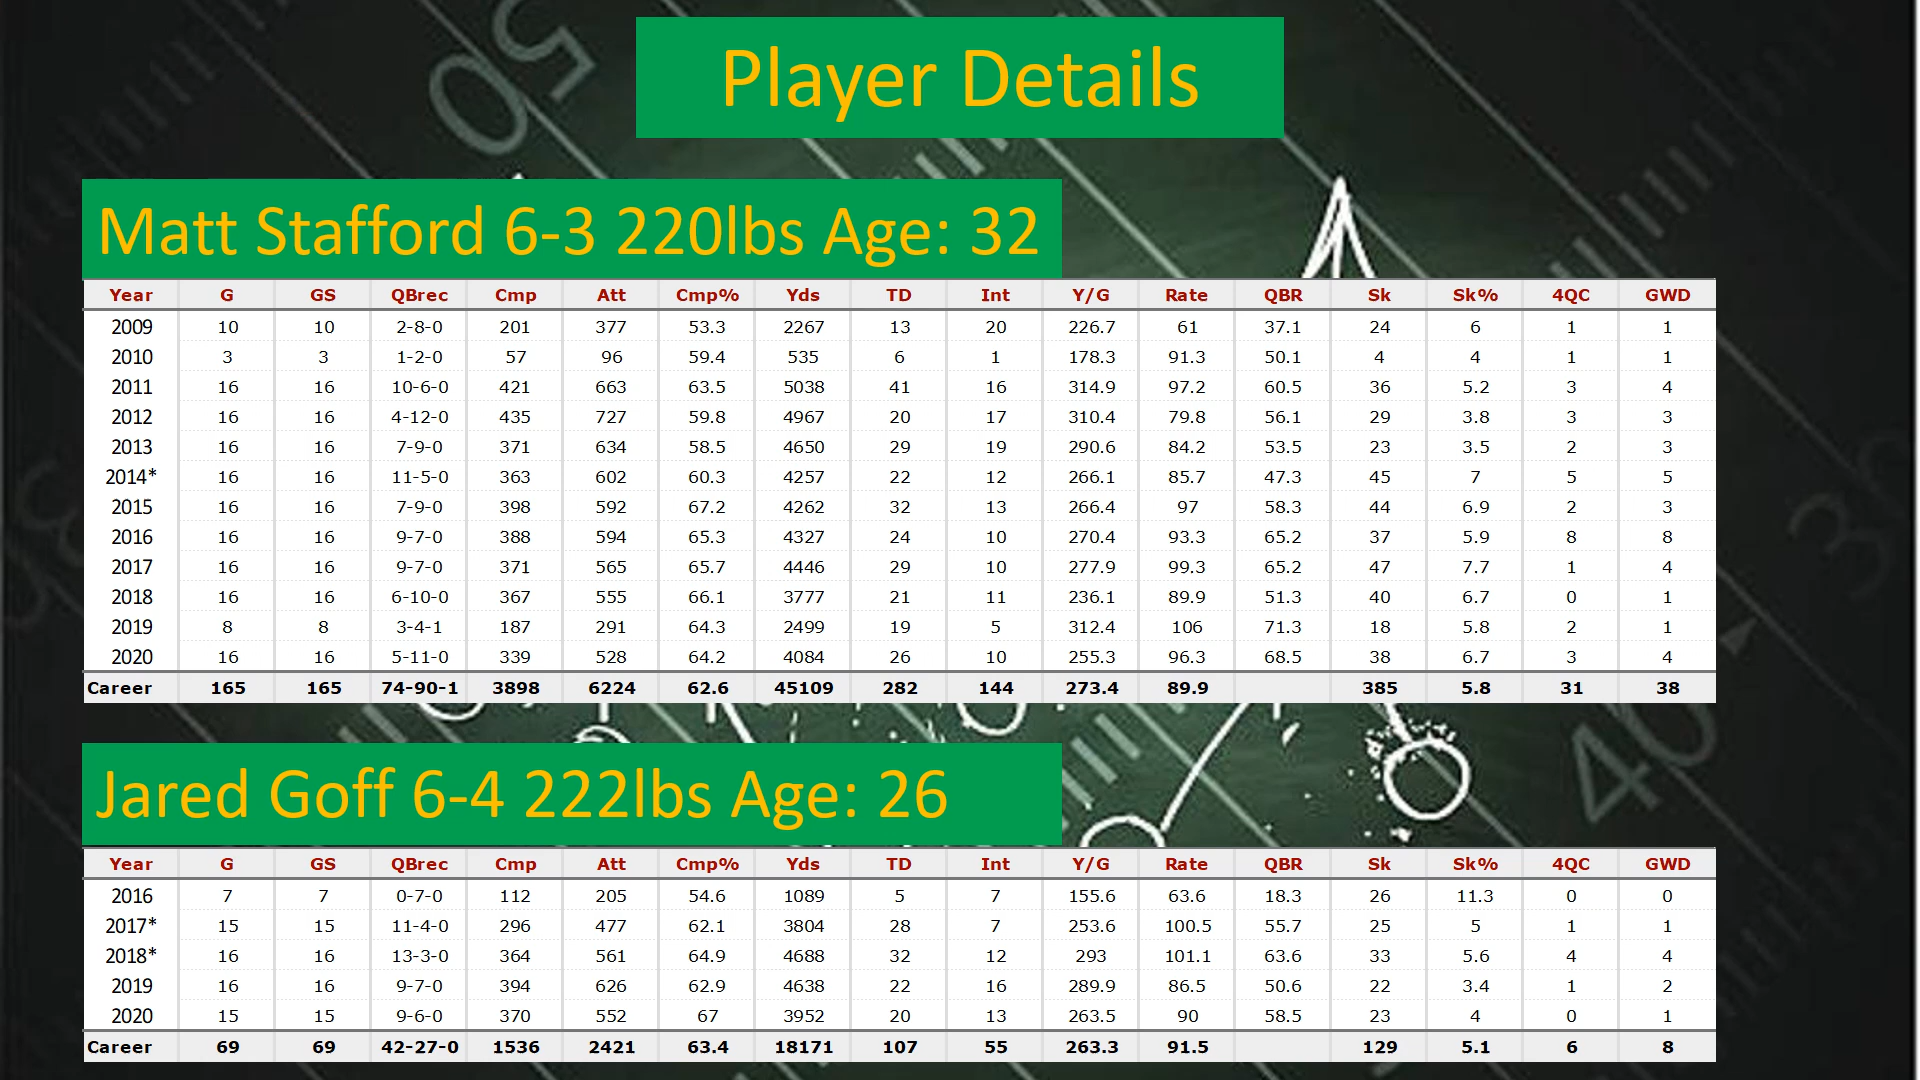 Player Details
Matt Stafford 6-3 220lbs Age: 32
Year G GS QBrec Cmp Att Cmp% Yds TD Int Y/G Rate QBR Sk Sk% 4QC GWD
2009 10 10 2-8-0 201 377 53.3 2267 13 20 226.7 61 37.1 24 6 1 1
2010 3 3 1-2-0 57 96 59.4 535 6 1 178.3 91.3 50.1 4 4 1 1
2011 16 16 10-6-0 421 663 63.5 5038 41 16 314.9 97.2 60.5 36 5.2 3 4
2012 16 16 4-12-0 435 727 59.8 4967 20 17 310.4 79.8 56.1 29 3.8 3 3
2013 16 16 7-9-0 371 634 58.5 4650 29 19 290.6 84.2 53.5 23 3.5 2 3
2014* 16 16 11-5-0 363 602 60.3 4257 22 12 266.1 85.7 47.3 45 7 5 5
2015 16 16 7-9-0 398 592 67.2 4262 32 13 266.4 97 58.3 44 6.9 2 3
2016 16 16 9-7-0 388 594 65.3 4327 24 10 270.4 93.3 65.2 37 5.9 8 8
2017 16 16 9-7-0 371 565 65.7 4446 29 10 277.9 99.3 65.2 47 7.7 1 4
2018 16 16 6-10-0 367 555 66.1 3777 21 11 236.1 89.9 51.3 40 6.7 0 1
2019 8 8 3-4-1 187 291 64.3 2499 19 5 312.4 106 71.3 18 5.8 2 1
2020 16 16 5-11-0 339 528 64.2 4084 26 10 255.3 96.3 68.5 38 6.7 3 4
Career 165 165 74-90-1 3898 6224 62.6 45109 282 144 273.4 89.9 385 5.8 31 38
Jared Goff 6-4 222lbs Age: 26
Year G GS QBrec Cmp Att Cmp% Yds TD Int Y/G Rate QBR Sk Sk% 4QC GWD
2016 7 7 0-7-0 112 205 54.6 1089 5 7 155.6 63.6 18.3 26 11.3 0 0
2017* 15 15 11-4-0 296 477 62.1 3804 28 7 253.6 100.5 55.7 25 5 1 1
2018* 16 16 13-3-0 364 561 64.9 4688 32 12 293 101.1 63.6 33 5.6 4 4
2019 16 16 9-7-0 394 626 62.9 4638 22 16 289.9 86.5 50.6 22 3.4 1 2
2020 15 15 9-6-0 370 552 67 3952 20 13 263.5 90 58.5 23 4 0 1
Career 69 69 42-27-0 1536 2421 63.4 18171 107 55 263.3 91.5 129 5.1 6 8
50
40